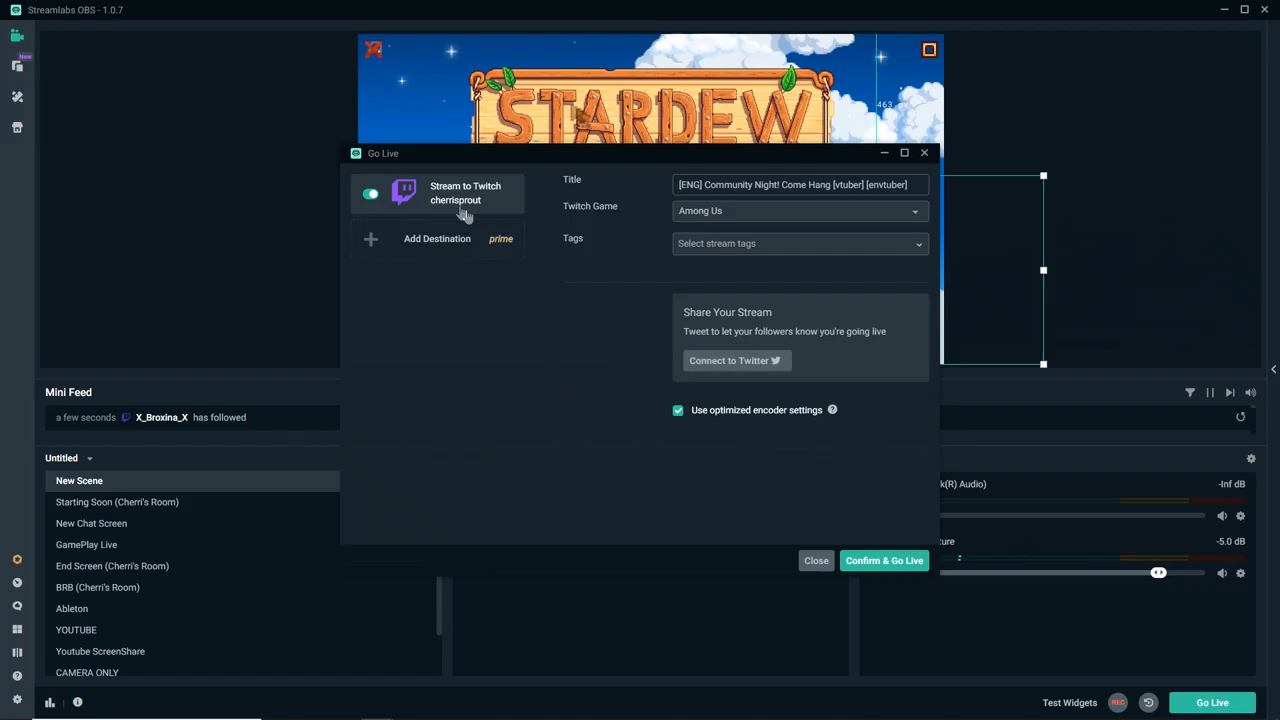 Streamlabs OBS - 1.0.7
New
STARDEW
463
Go Live
Stream to Twitch
cherrisprout
Add Destination prime
Title
[ENG] Community Night! Come Hang [vtuber] [envtuber]
Twitch Game
Among Us
Tags
Select stream tags
Share Your Stream
Tweet to let your followers know you're going live
Connect to Twitter
Use optimized encoder settings
Close
Confirm & Go Live
Mini Feed
a few seconds X_Broxina_X has followed
Untitled
New Scene
Starting Soon (Cherri's Room)
New Chat Screen
GamePlay Live
End Screen (Cherri's Room)
BRB (Cherri's Room)
Ableton
YOUTUBE
Youtube ScreenShare
CAMERA ONLY
k(R) Audio) -Inf dB
ture -5.0 dB
Test Widgets REC Go Live